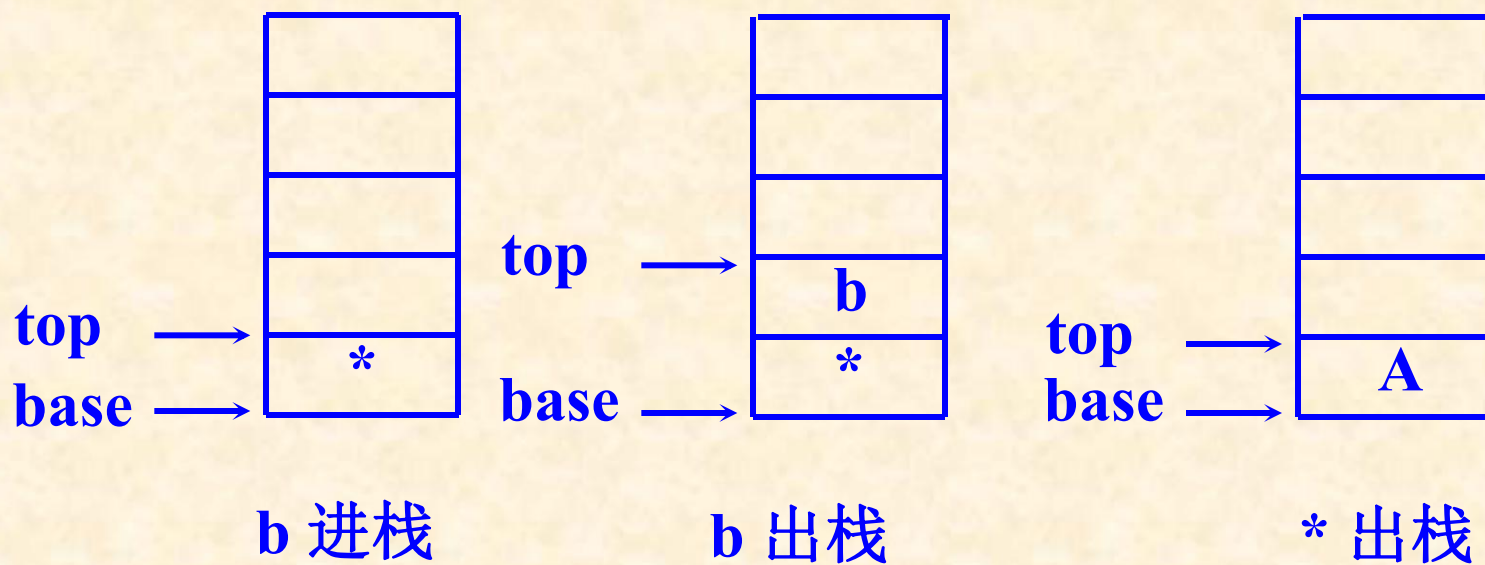 top
base
*
b 进栈
top
base
b
*
b 出栈
top
base
A
* 出栈